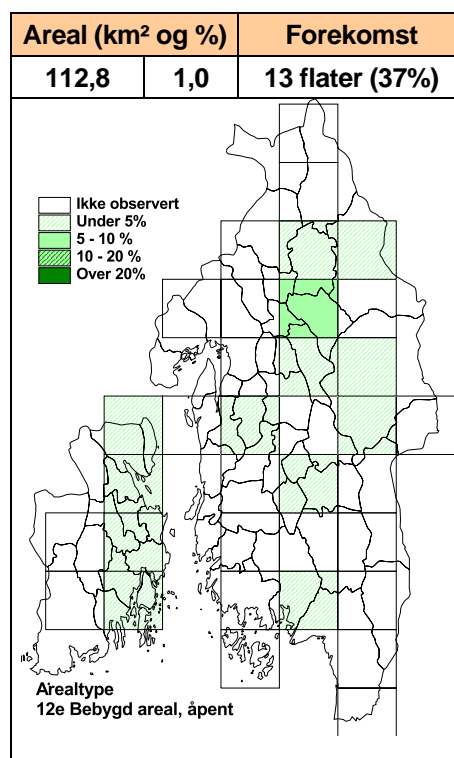 Areal (km² og %) Forekomst
112,8 1,0 13 flater (37%)
Ikke observert
Under 5%
5 - 10 %
10 - 20 %
Over 20%
Arealtype
12e Bebygd areal, åpent